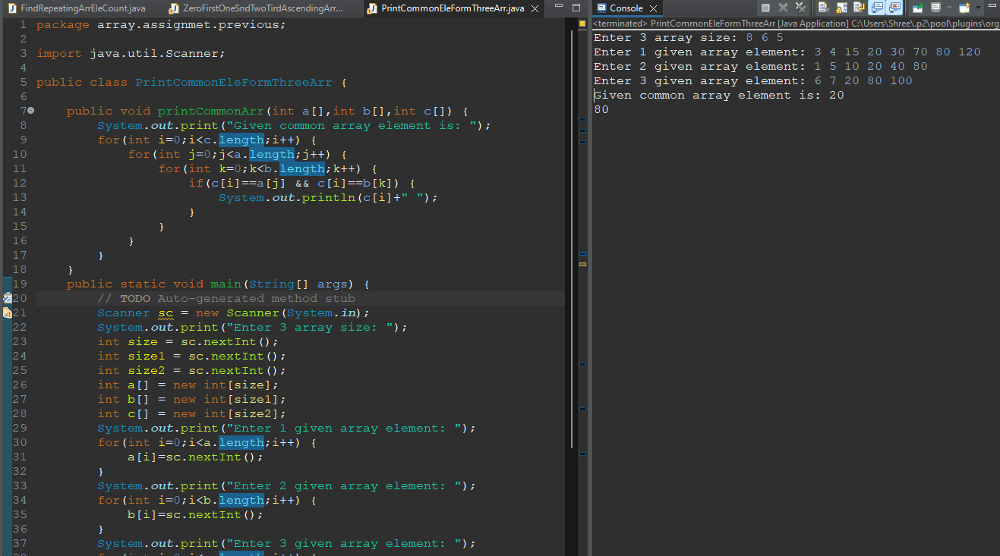 FindRepeatingArrEleCount.java
ZeroFirstOneSndTwoTirdAscendingArr...
PrintCommonEleFormThreeArr.java
1 package array.assignmet.previous;
2
3 import java.util.Scanner;
4
5 public class PrintCommonEleFormThreeArr {
6
7 public void printCommonArr(int a[],int b[],int c[]) {
8 System.out.print("Given common array element is: ");
9 for(int i=0;i<c.length;i++) {
10 for(int j=0;j<a.length;j++) {
11 for(int k=0;k<b.length;k++) {
12 if(c[i]==a[j] && c[i]==b[k]) {
13 System.out.println(c[i]+" ");
14 }
15 }
16 }
17 }
18 }
19 public static void main(String[] args) {
20 // TODO Auto-generated method stub
21 Scanner sc = new Scanner(System.in);
22 System.out.print("Enter 3 array size: ");
23 int size = sc.nextInt();
24 int size1 = sc.nextInt();
25 int size2 = sc.nextInt();
26 int a[] = new int[size];
27 int b[] = new int[size1];
28 int c[] = new int[size2];
29 System.out.print("Enter 1 given array element: ");
30 for(int i=0;i<a.length;i++) {
31 a[i]=sc.nextInt();
32 }
33 System.out.print("Enter 2 given array element: ");
34 for(int i=0;i<b.length;i++) {
35 b[i]=sc.nextInt();
36 }
37 System.out.print("Enter 3 given array element: ");
Console
<terminated> PrintCommonEleFormThreeArr [Java Application] C:\Users\Shree\.p2\pool\plugins\org
Enter 3 array size: 8 6 5
Enter 1 given array element: 3 4 15 20 30 70 80 120
Enter 2 given array element: 1 5 10 20 40 80
Enter 3 given array element: 6 7 20 80 100
Given common array element is: 20
80